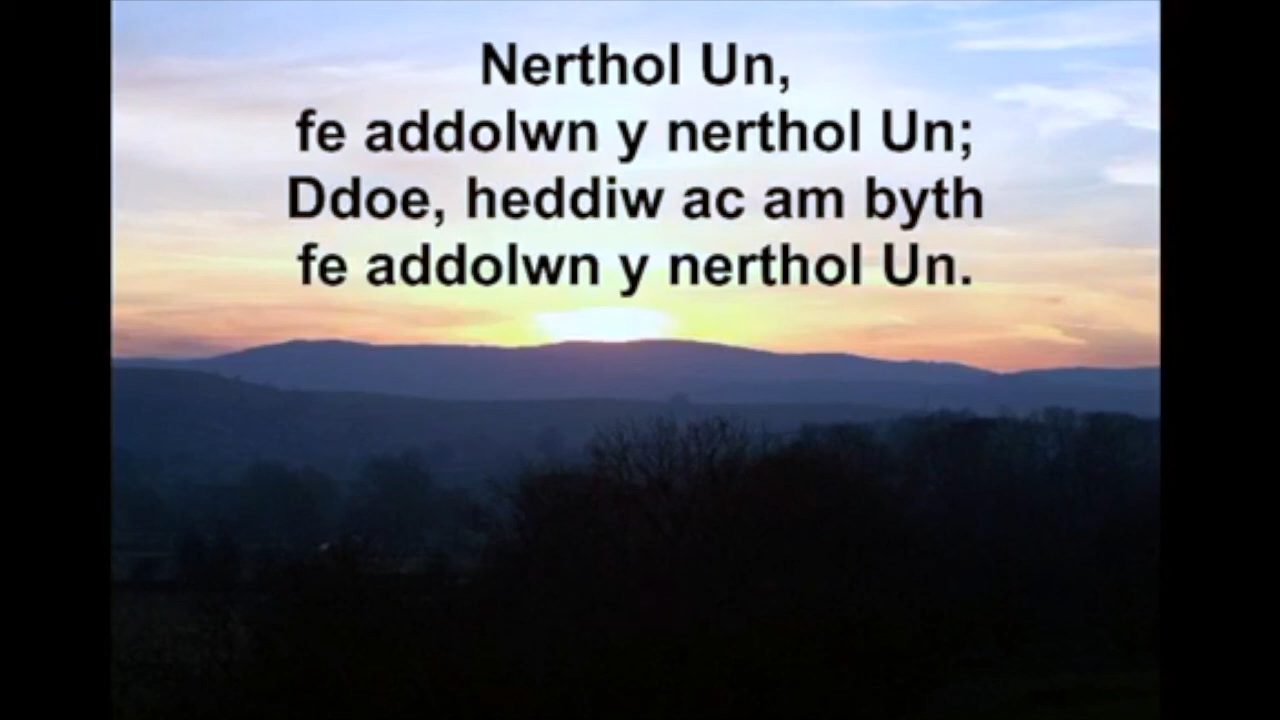 Nerthol Un,
fe addolwn y nerthol Un;
Ddoe, heddiw ac am byth
fe addolwn y nerthol Un.